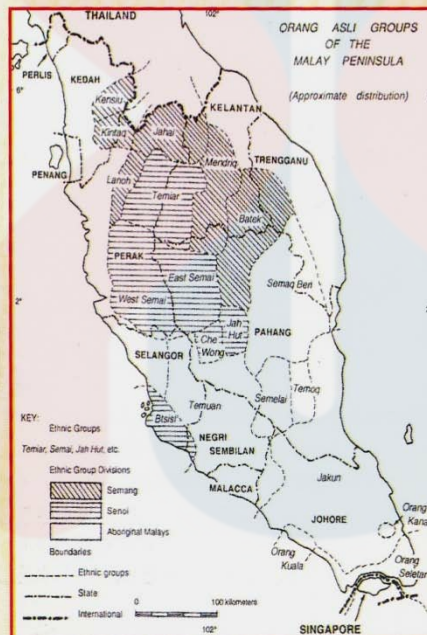 THAILAND
102°
ORANG ASLI GROUPS
OF THE
MALAY PENINSULA
(Approximate distribution)
PERLIS
KEDAH
6°
Kensiu
Kintaq
Jahai
KELANTAN
PENANG
Lanoh
Mendriq
TRENGGANU
Temiar
Batek
PERAK
East Semai
Semaq Beri
West Semai
2°
Jah
Hut
PAHANG
Che
Wong
SELANGOR
Temoq
Semelai
Temuan
Btsisi'
NEGRI
SEMBILAN
MALACCA
Jakun
JOHORE
Orang
Kanaq
Orang
Kuala
Orang
Seletar
SINGAPORE
KEY:
Ethnic Groups
Temiar, Semai, Jah Hut, etc.
Ethnic Group Divisions
Semang
Senoi
Aboriginal Malays
Boundaries
Ethnic groups
State
International
0
100 kilometers
102°